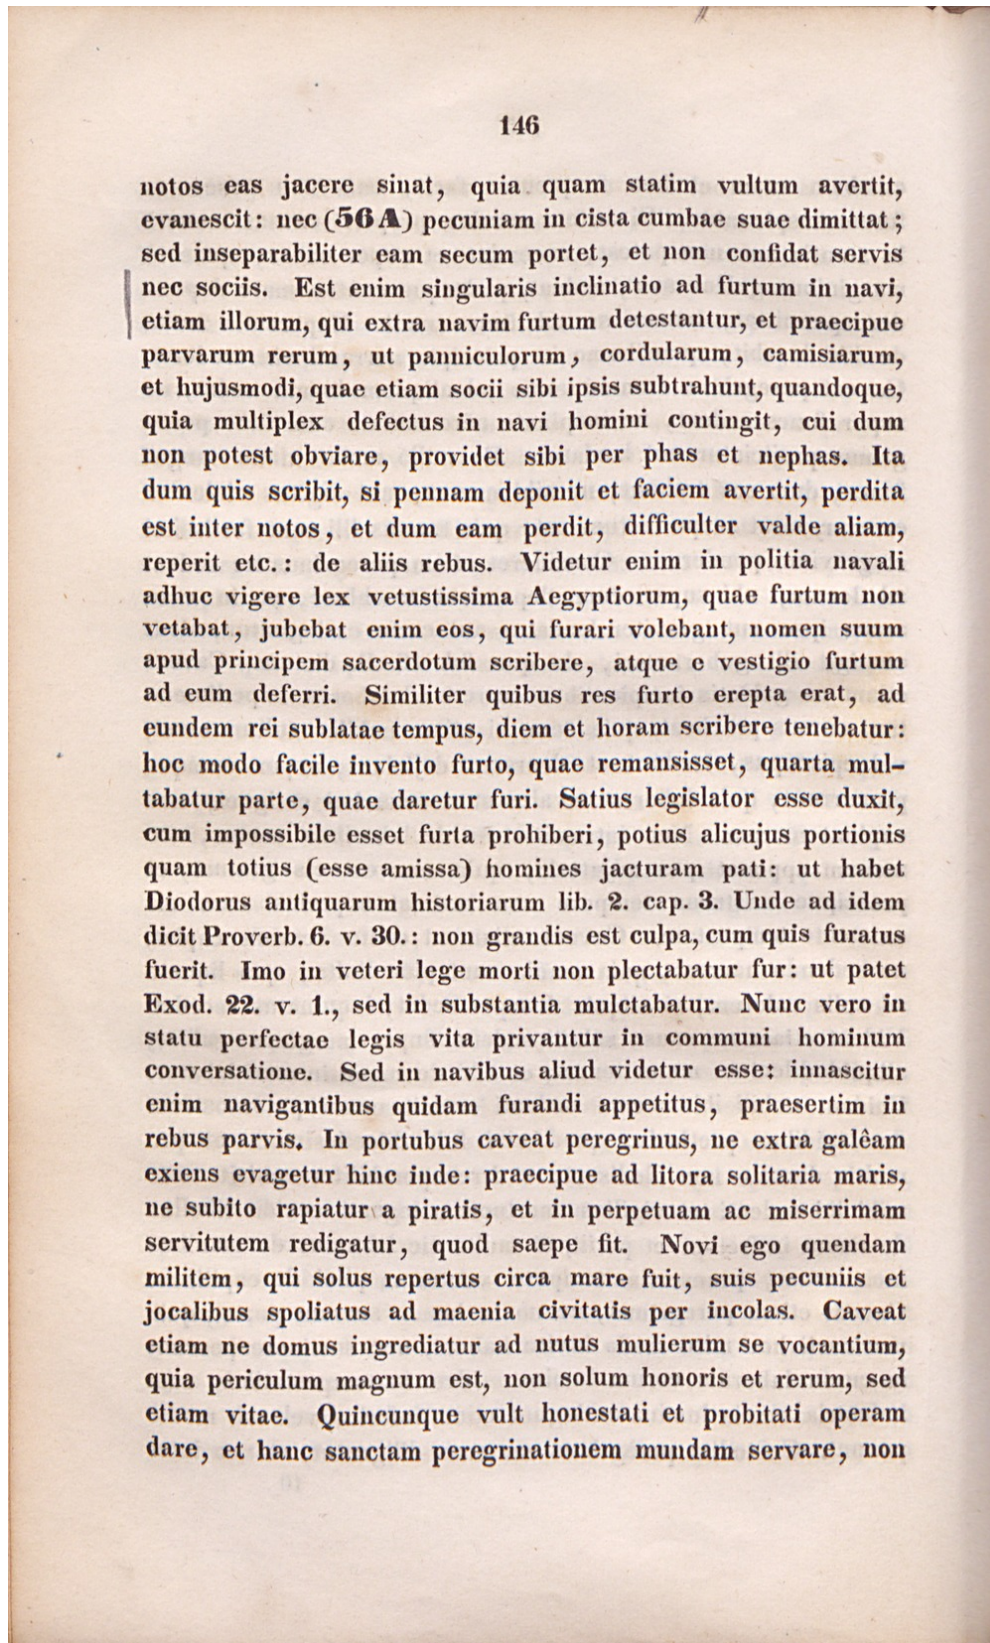 146
notos eas jacere sinat, quia quam statim vultum avertit,
evanescit: nec (56 A) pecuniam in cista cumbae suae dimittat;
sed inseparabiliter eam secum portet, et non confidat servis
nec sociis. Est enim singularis inclinatio ad furtum in navi,
etiam illorum, qui extra navim furtum detestantur, et praecipue
parvarum rerum, ut panniculorum, cordularum, camisiarum,
et hujusmodi, quae etiam socii sibi ipsis subtrahunt, quandoque,
quia multiplex defectus in navi homini contingit, cui dum
non potest obviare, providet sibi per phas et nephas. Ita
dum quis scribit, si pennam deponit et faciem avertit, perdita
est inter notos, et dum eam perdit, difficulter valde aliam,
reperit etc.: de aliis rebus. Videtur enim in politia navali
adhuc vigere lex vetustissima Aegyptiorum, quae furtum non
vetabat, jubebat enim eos, qui furari volebant, nomen suum
apud principem sacerdotum scribere, atque e vestigio furtum
ad eum deferri. Similiter quibus res furto erepta erat, ad
eundem rei sublatae tempus, diem et horam scribere tenebatur:
hoc modo facile invento furto, quae remansisset, quarta mul-
tabatur parte, quae daretur furi. Satius legislator esse duxit,
cum impossibile esset furta prohiberi, potius alicujus portionis
quam totius (esse amissa) homines jacturam pati: ut habet
Diodorus antiquarum historiarum lib. 2. cap. 3. Unde ad idem
dicit Proverb. 6. v. 30.: non grandis est culpa, cum quis furatus
fuerit. Imo in veteri lege morti non plectabatur fur: ut patet
Exod. 22. v. 1., sed in substantia mulctabatur. Nunc vero in
statu perfectae legis vita privantur in communi hominum
conversatione. Sed in navibus aliud videtur esse: innascitur
enim navigantibus quidam furandi appetitus, praesertim in
rebus parvis. In portubus caveat peregrinus, ne extra galêam
exiens evagetur hinc inde: praecipue ad litora solitaria maris,
ne subito rapiatur a piratis, et in perpetuam ac miserrimam
servitutem redigatur, quod saepe fit. Novi ego quendam
militem, qui solus repertus circa mare fuit, suis pecuniis et
jocalibus spoliatus ad maenia civitatis per incolas. Caveat
etiam ne domus ingrediatur ad nutus mulierum se vocantium,
quia periculum magnum est, non solum honoris et rerum, sed
etiam vitae. Quincunque vult honestati et probitati operam
dare, et hanc sanctam peregrinationem mundam servare, non